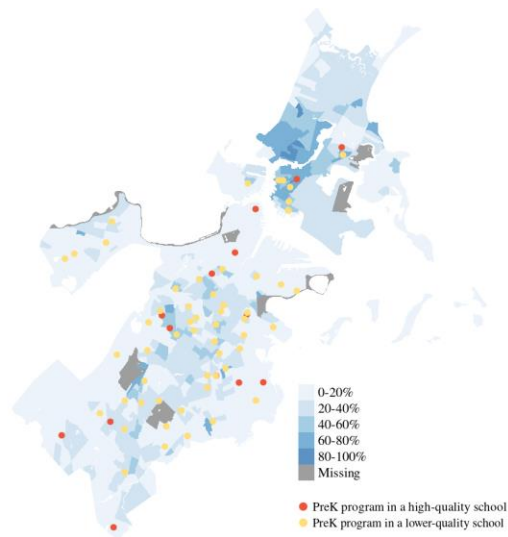 0-20%
20-40%
40-60%
60-80%
80-100%
Missing
PreK program in a high-quality school
PreK program in a lower-quality school